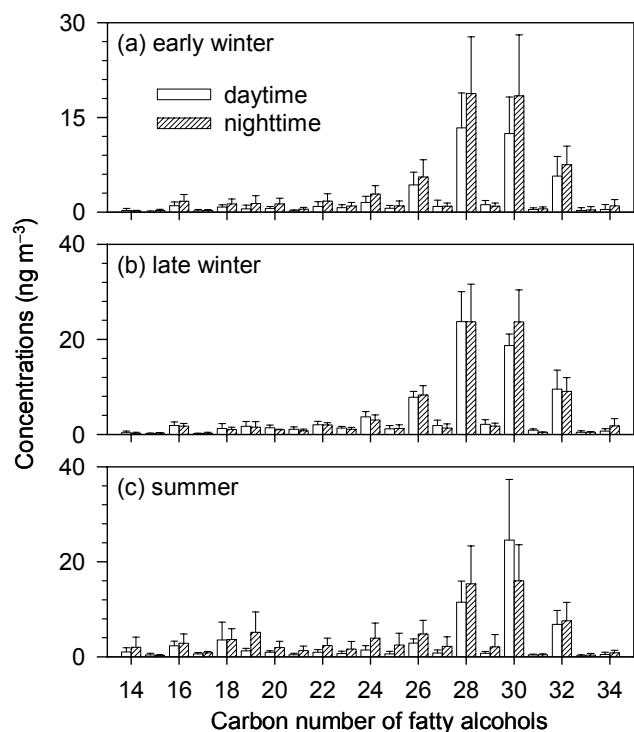 30
(a) early winter
daytime
nighttime
15
0
40
(b) late winter
20
0
40
(c) summer
20
0
14 16 18 20 22 24 26 28 30 32 34
Carbon number of fatty alcohols
Concentrations (ng m⁻³)